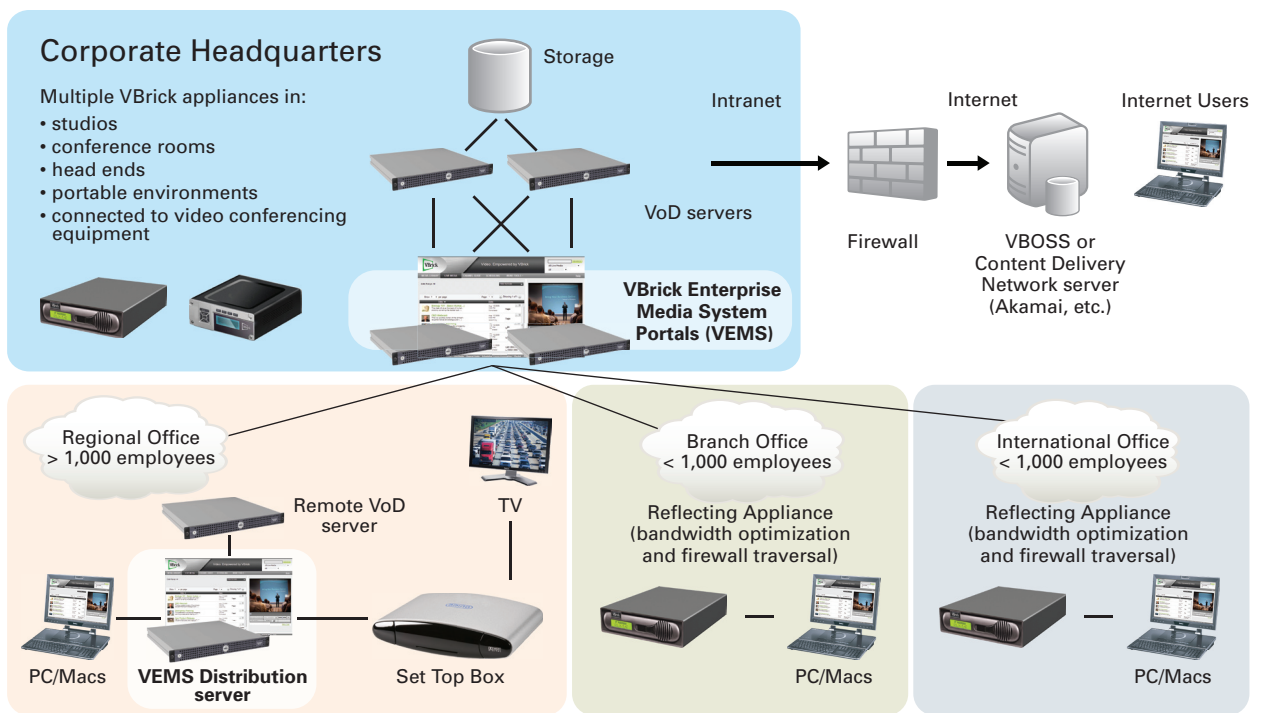 Corporate Headquarters
Multiple VBrick appliances in:
• studios
• conference rooms
• head ends
• portable environments
• connected to video conferencing
equipment
Storage
Intranet
VoD servers
VBrick Enterprise
Media System
Portals (VEMS)
Internet
Internet Users
Firewall
VBOSS or
Content Delivery
Network server
(Akamai, etc.)
Regional Office
> 1,000 employees
Remote VoD
server
TV
PC/Macs
VEMS Distribution
server
Set Top Box
Branch Office
< 1,000 employees
Reflecting Appliance
(bandwidth optimization
and firewall traversal)
PC/Macs
International Office
< 1,000 employees
Reflecting Appliance
(bandwidth optimization
and firewall traversal)
PC/Macs